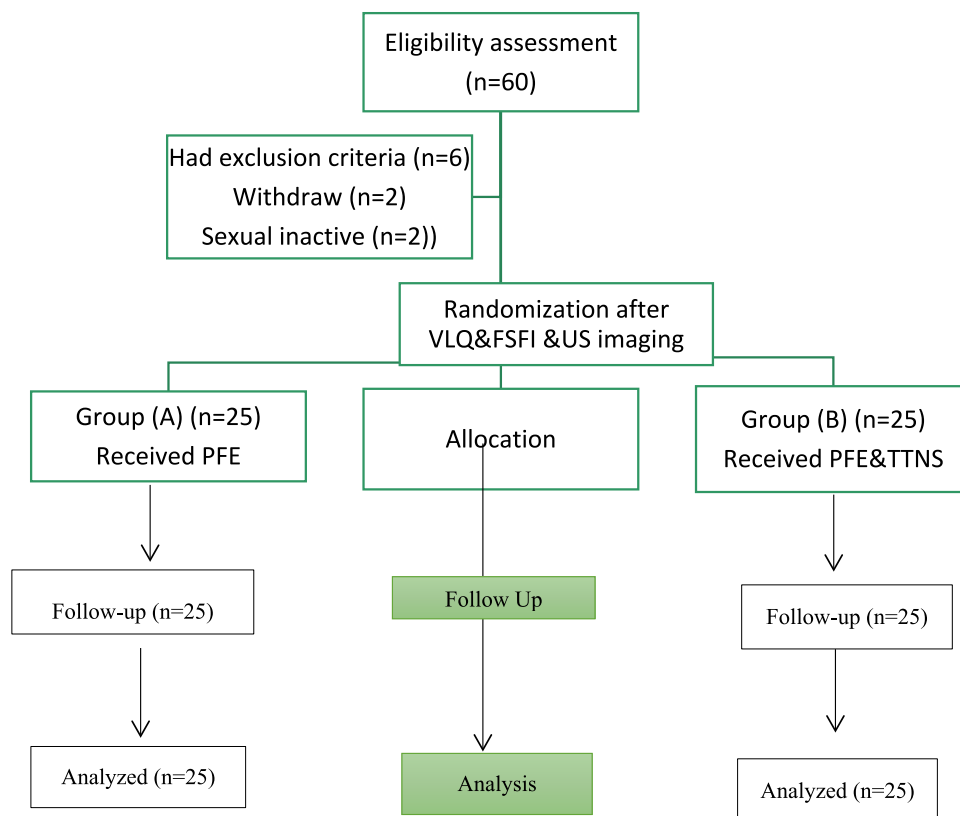 Eligibility assessment
(n=60)
Had exclusion criteria (n=6)
Withdraw (n=2)
Sexual inactive (n=2))
Randomization after
VLQ&FSFI &US imaging
Group (A) (n=25)
Received PFE
Allocation
Group (B) (n=25)
Received PFE&TTNS
Follow-up (n=25)
Follow Up
Follow-up (n=25)
Analyzed (n=25)
Analysis
Analyzed (n=25)